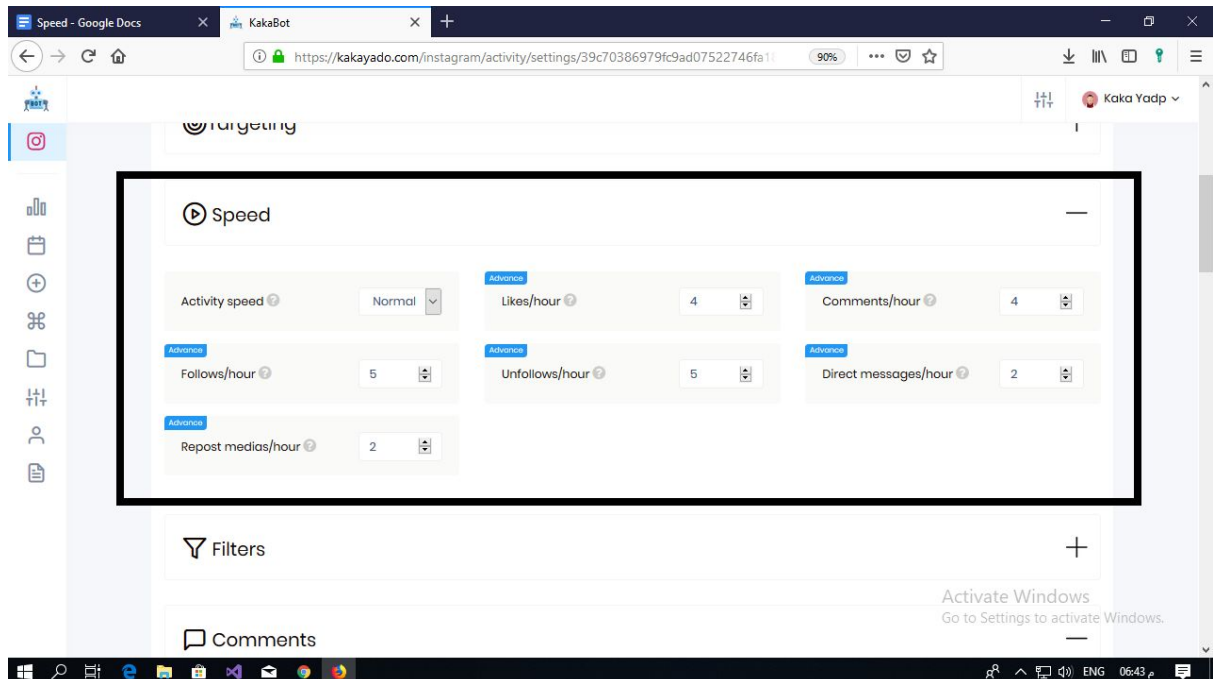 Speed - Google Docs
KakaBot
https://kakayado.com/instagram/activity/settings/39c70386979fc9ad07522746fa1
90%
BOT
Kaka Yadp
Targeting
Speed
Activity speed
Normal
Advance
Likes/hour
4
Advance
Comments/hour
4
Advance
Follows/hour
5
Advance
Unfollows/hour
5
Advance
Direct messages/hour
2
Advance
Repost medias/hour
2
Filters
Activate Windows
Go to Settings to activate Windows.
Comments
ENG
06:43 م